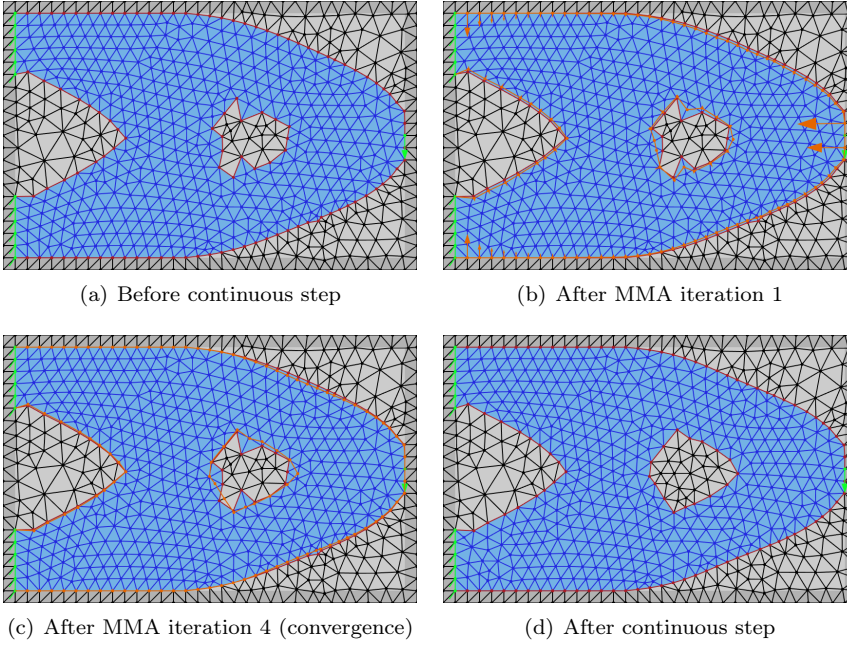 (a) Before continuous step
(b) After MMA iteration 1
(c) After MMA iteration 4 (convergence)
(d) After continuous step